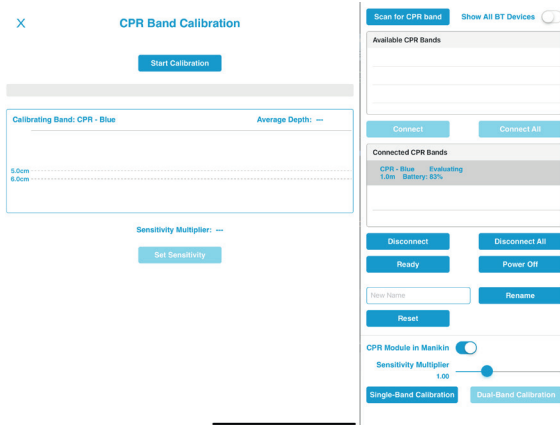 X
CPR Band Calibration
Start Calibration
Calibrating Band: CPR - Blue Average Depth: ---
5.0cm
6.0cm
Sensitivity Multiplier: ---
Set Sensitivity
Scan for CPR band Show All BT Devices
Available CPR Bands
Connect Connect All
Connected CPR Bands
CPR - Blue Evaluating
1.0m Battery: 83%
Disconnect Disconnect All
Ready Power Off
New Name Rename
Reset
CPR Module in Manikin
Sensitivity Multiplier
1.00
Single-Band Calibration Dual-Band Calibration